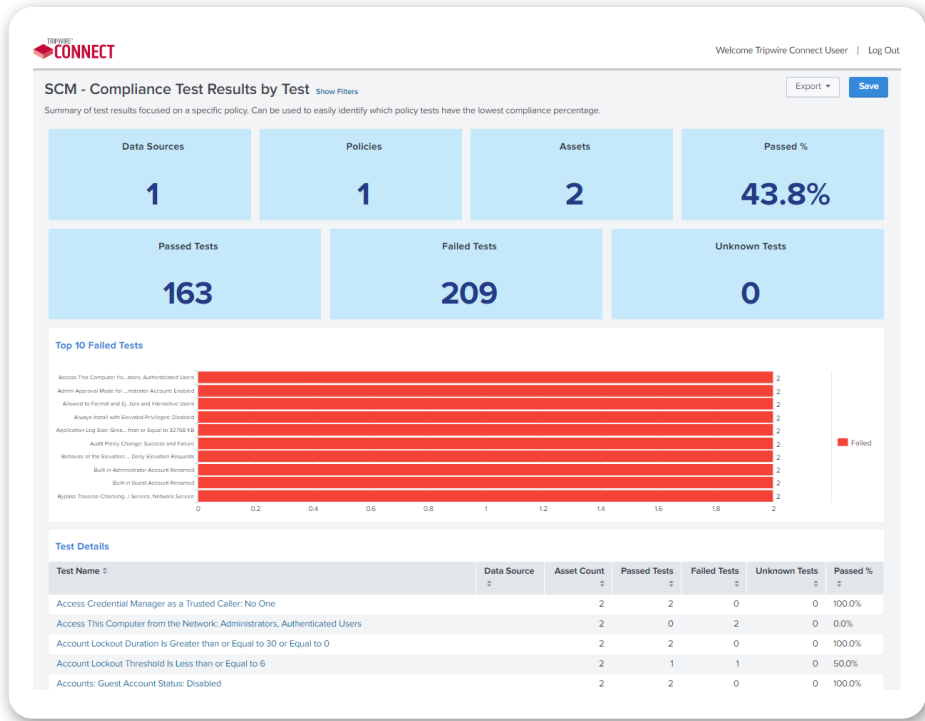 TRIPWIRE®
CONNECT
Welcome Tripwire Connect Useer | Log Out
SCM - Compliance Test Results by Test Show Filters
Export Save
Summary of test results focused on a specific policy. Can be used to easily identify which policy tests have the lowest compliance percentage.
Data Sources Policies Assets Passed %
1 1 2 43.8%
Passed Tests Failed Tests Unknown Tests
163 209 0
Top 10 Failed Tests
Access This Computer fro...ators, Authenticated Users 2
Admin Approval Mode for ...nistrator Account: Enabled 2
Allowed to Format and Ej...tors and Interactive Users 2
Always Install with Elevated Privileges: Disabled 2
Application Log Size: Grea... than or Equal to 32768 KB 2
Audit Policy Change: Success and Failure 2
Failed
Behavior of the Elevation ... Deny Elevation Requests 2
Built-in Administrator Account Renamed 2
Built-in Guest Account Renamed 2
Bypass Traverse Checking...l Service, Network Service 2
0 0.2 0.4 0.6 0.8 1 1.2 1.4 1.6 1.8 2
Test Details
Test Name Data Source Asset Count Passed Tests Failed Tests Unknown Tests Passed %
Access Credential Manager as a Trusted Caller: No One 2 2 0 0 100.0%
Access This Computer from the Network: Administrators, Authenticated Users 2 0 2 0 0.0%
Account Lockout Duration Is Greater than or Equal to 30 or Equal to 0 2 2 0 0 100.0%
Account Lockout Threshold Is Less than or Equal to 6 2 1 1 0 50.0%
Accounts: Guest Account Status: Disabled 2 2 0 0 100.0%